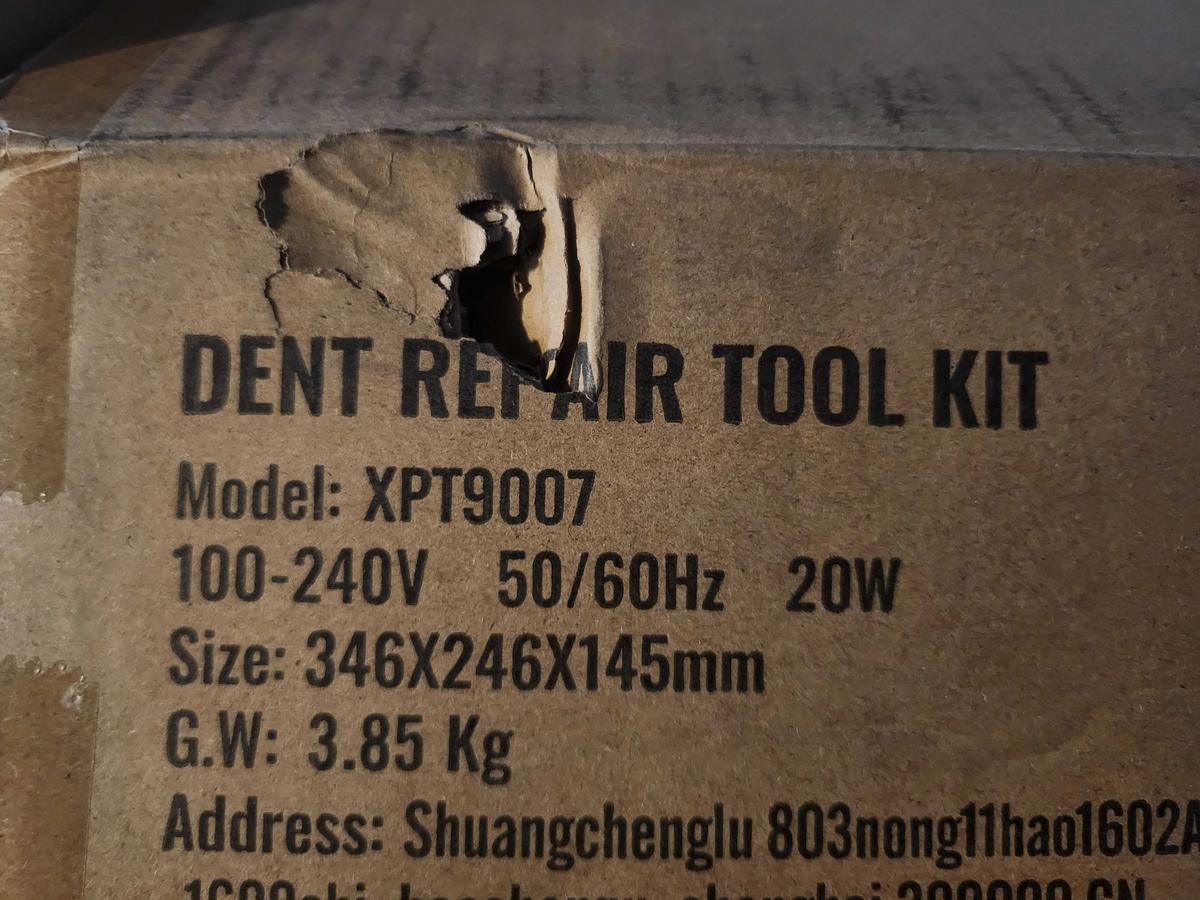 DENT REPAIR TOOL KIT
Model: XPT9007
100-240V 50/60Hz 20W
Size: 346X246X145mm
G.W: 3.85 Kg
Address: Shuangchenglu 803nong11hao1602A